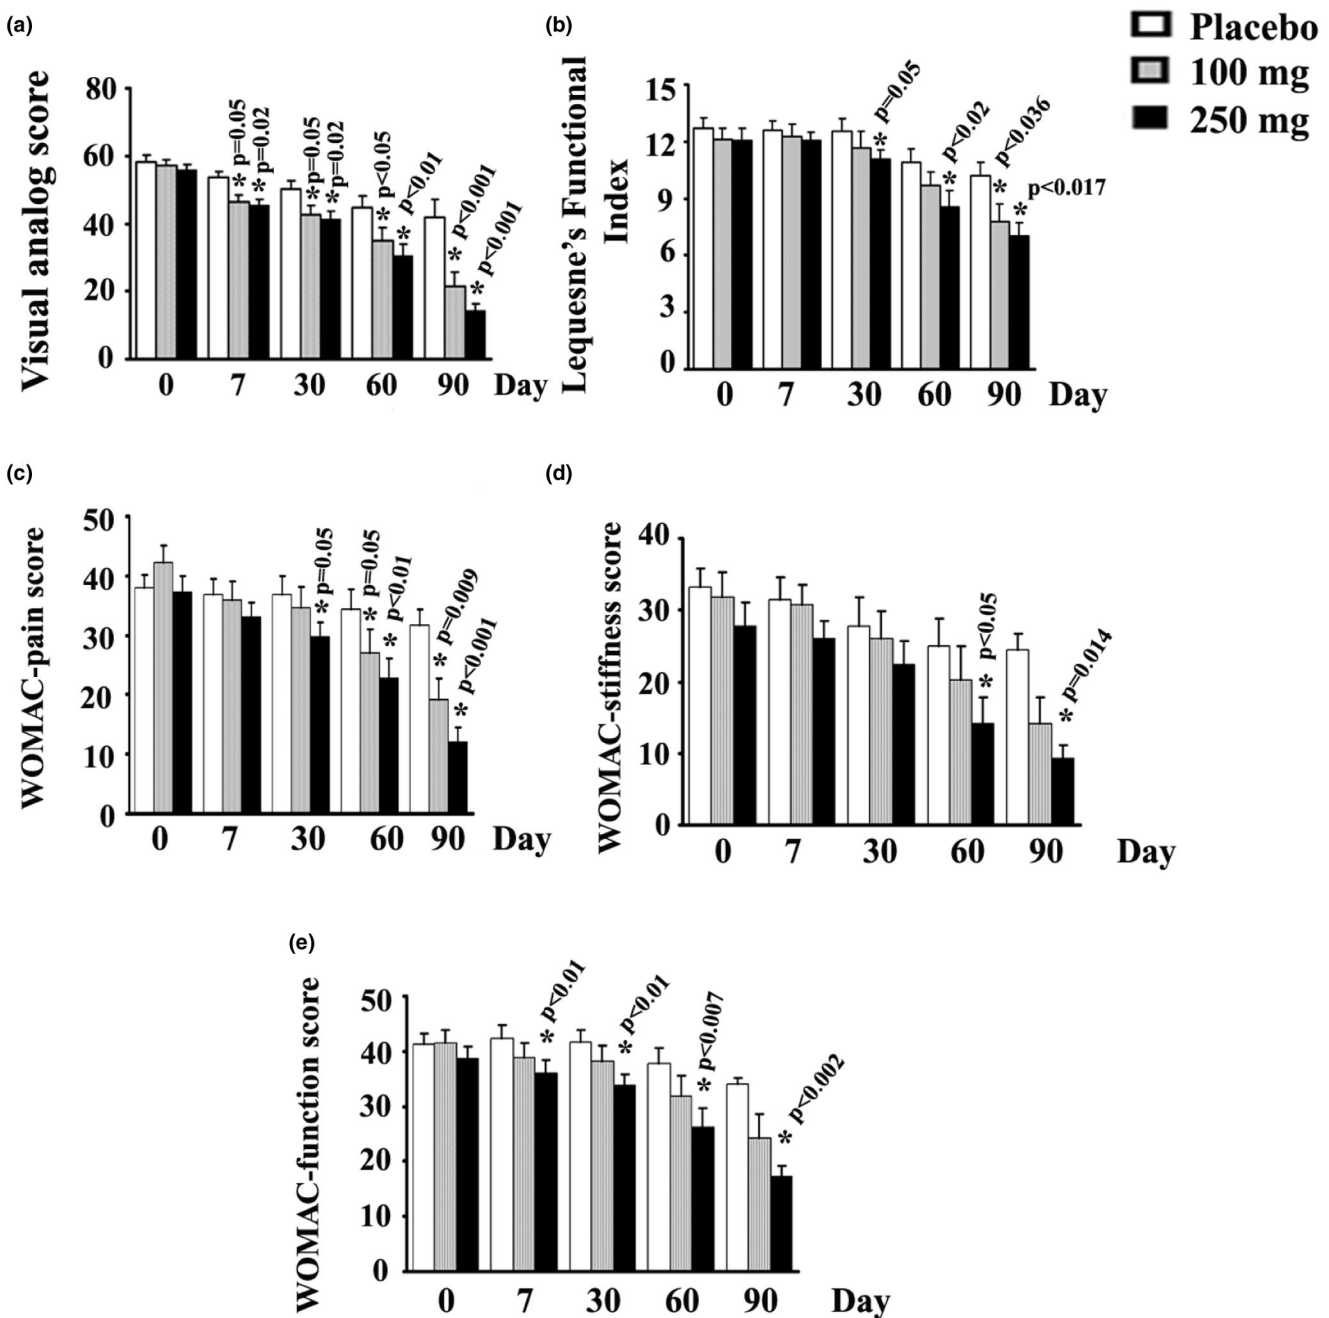 (a)
Visual analog score
80
60
40
20
0
*p=0.05
*p=0.02
*p=0.05
*p=0.02
* p<0.05
* p<0.01
* p<0.001
* p<0.001
0 7 30 60 90 Day
(b)
Lequesne's Functional
Index
15
12
9
6
3
0
* p=0.05
* p<0.02
* p<0.036
* p<0.017
0 7 30 60 90 Day
Placebo
100 mg
250 mg
(c)
WOMAC-pain score
50
40
30
20
10
0
*p=0.05
* p=0.05
* p<0.01
* p=0.009
* p<0.001
0 7 30 60 90 Day
(d)
WOMAC-stiffness score
40
30
20
10
0
* p<0.05
* p=0.014
0 7 30 60 90 Day
(e)
WOMAC-function score
50
40
30
20
10
0
* p<0.01
* p<0.01
* p<0.007
* p<0.002
0 7 30 60 90 Day